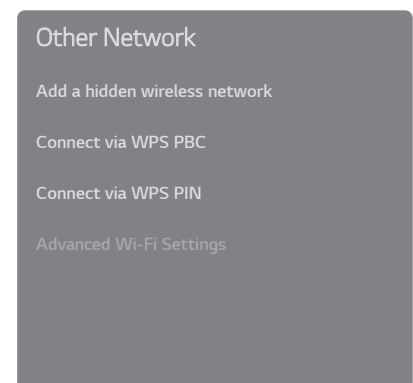 Other Network
Add a hidden wireless network
Connect via WPS PBC
Connect via WPS PIN
Advanced Wi-Fi Settings